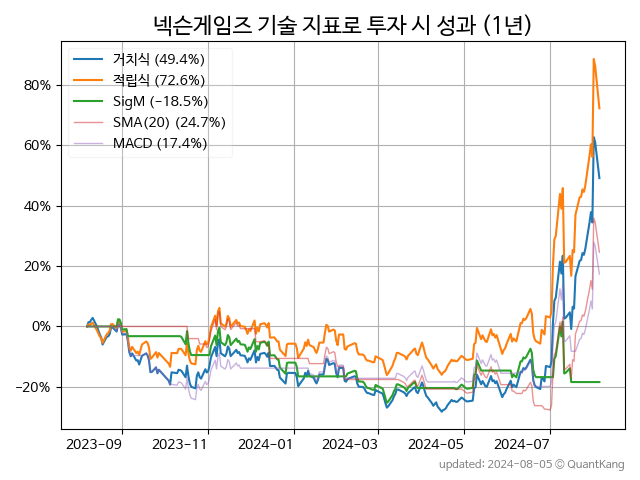 넥슨게임즈 기술 지표로 투자 시 성과 (1년)
거치식 (49.4%)
적립식 (72.6%)
SigM (−18.5%)
SMA(20) (24.7%)
MACD (17.4%)
80%
60%
40%
20%
0%
−20%
2023-09
2023-11
2024-01
2024-03
2024-05
2024-07
updated: 2024-08-05 © QuantKang